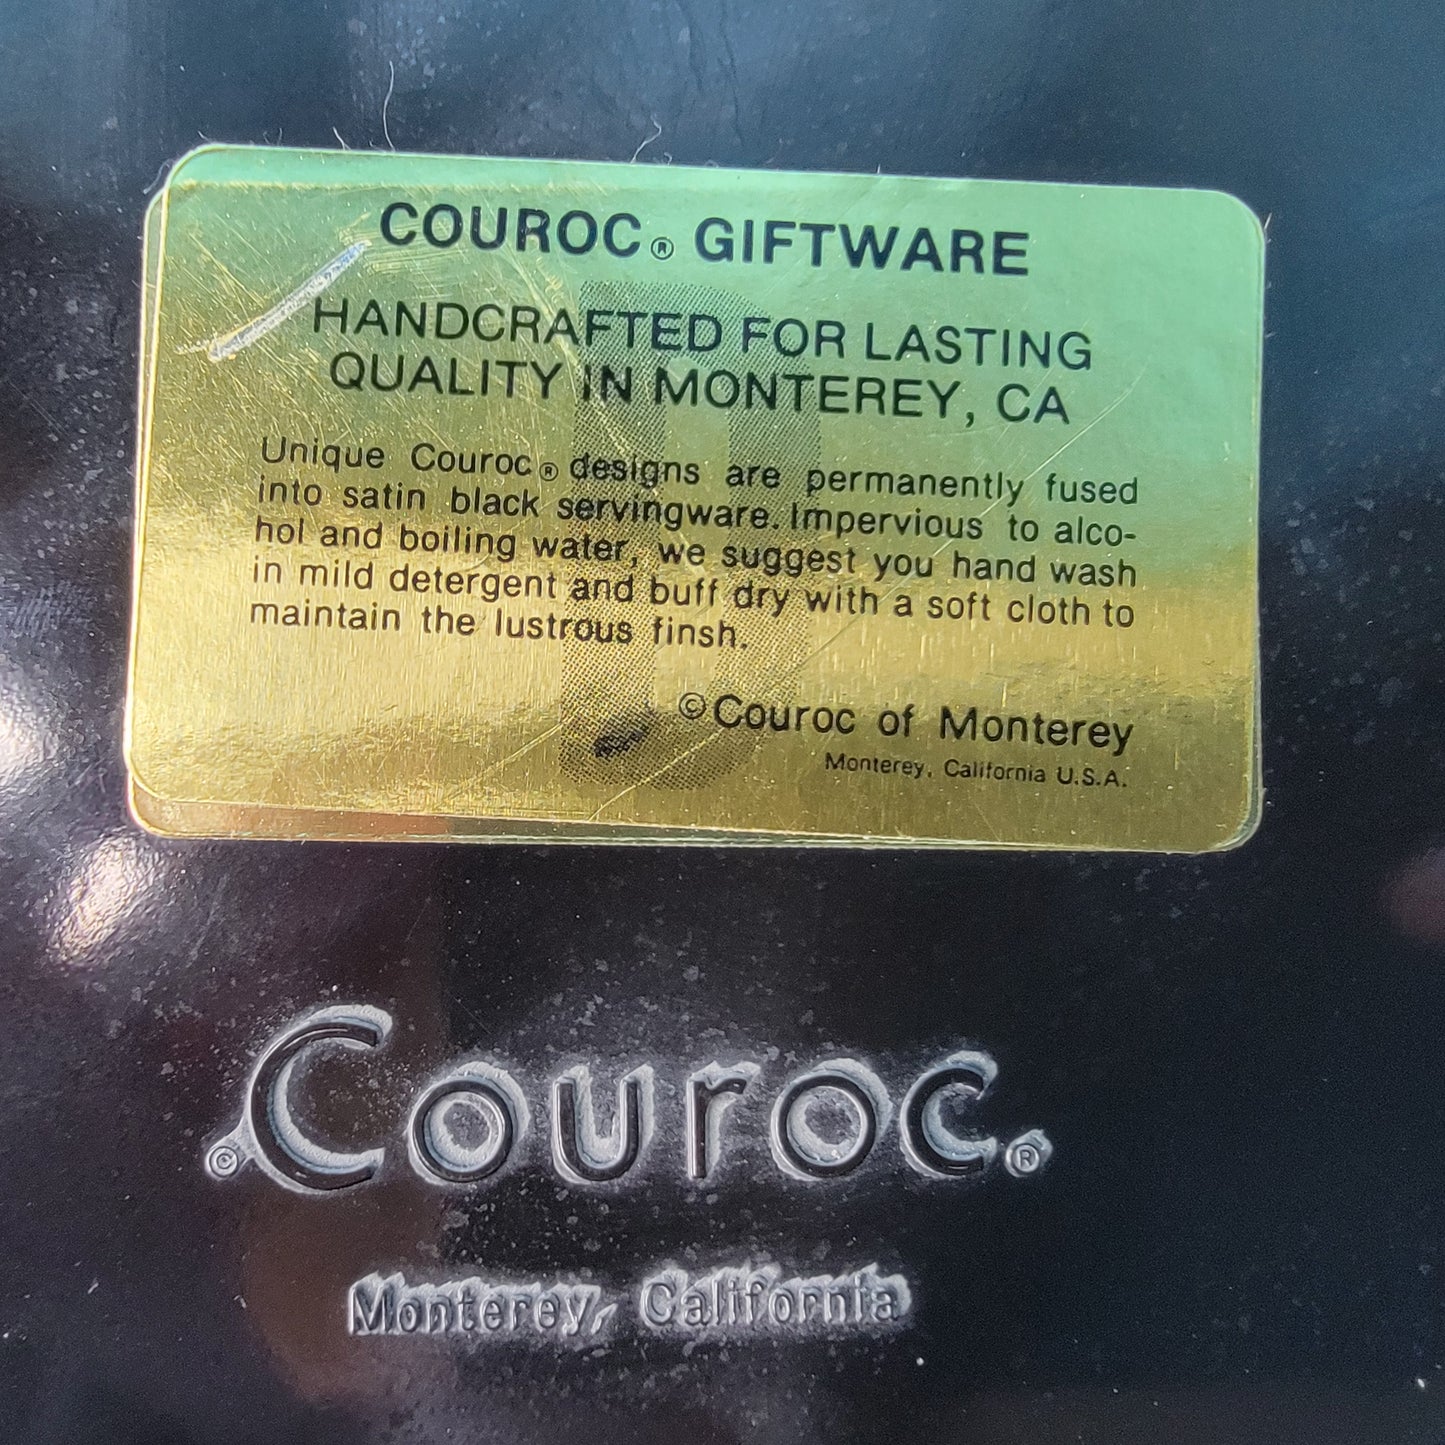 COUROC® GIFTWARE
HANDCRAFTED FOR LASTING
QUALITY IN MONTEREY, CA
Unique Couroc® designs are permanently fused
into satin black servingware. Impervious to alco-
hol and boiling water, we suggest you hand wash
in mild detergent and buff dry with a soft cloth to
maintain the lustrous finsh.
© Couroc of Monterey
Monterey, California U.S.A.
© Couroc ®
Monterey, California